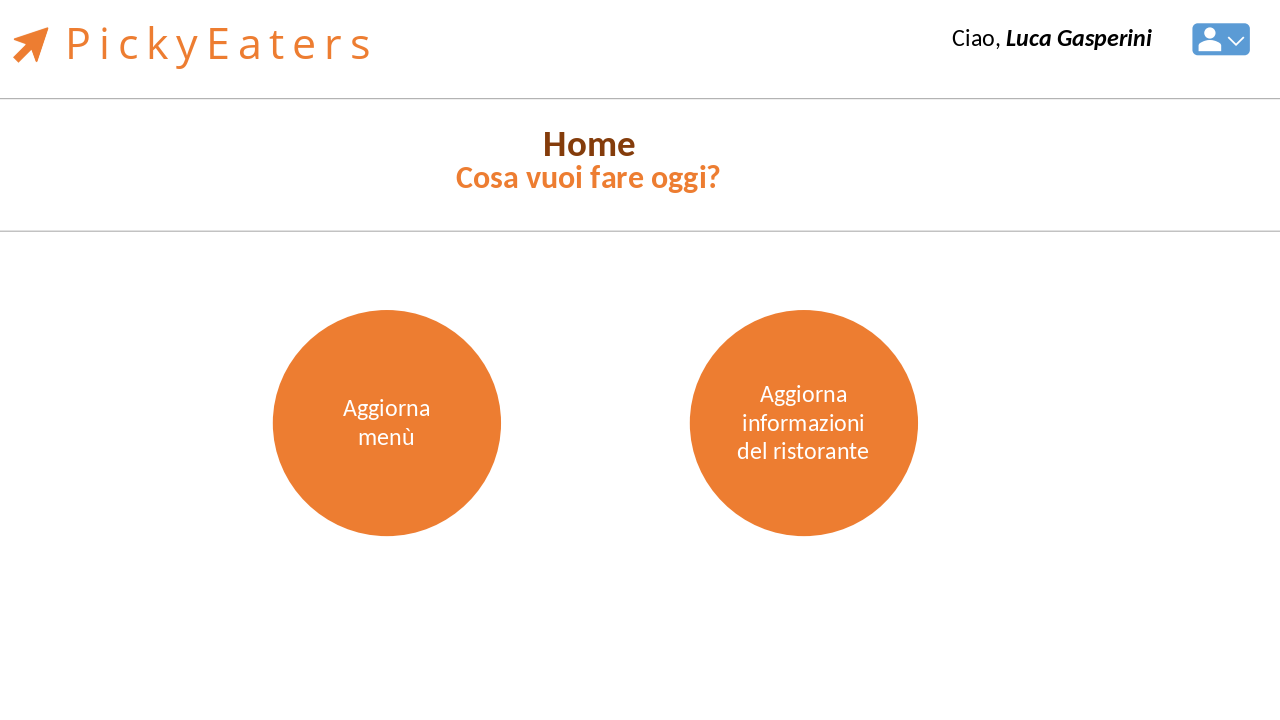 PickyEaters
Ciao, Luca Gasperini
Home
Cosa vuoi fare oggi?
Aggiorna
menù
Aggiorna
informazioni
del ristorante